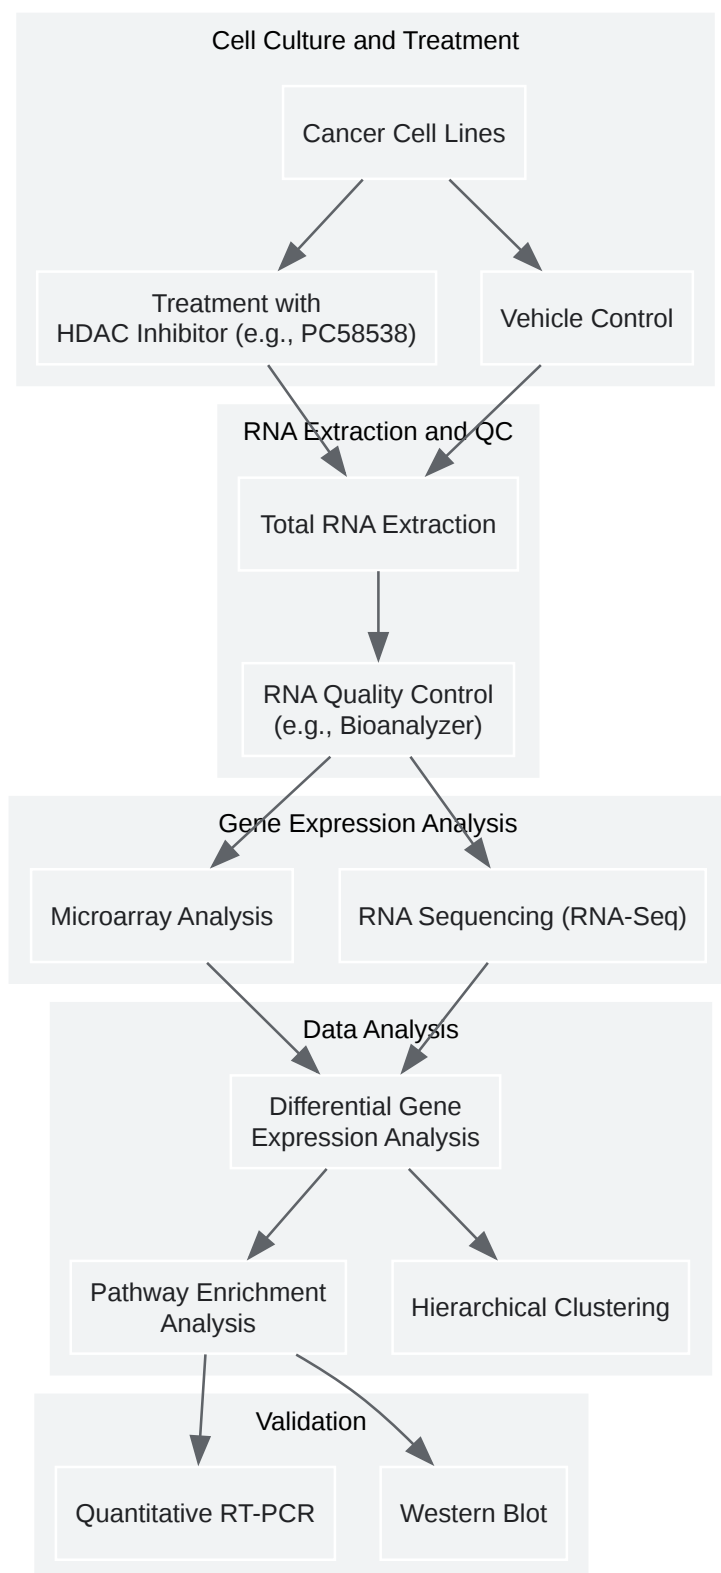 Cell Culture and Treatment
Cancer Cell Lines
Treatment with
HDAC Inhibitor (e.g., PC58538)
Vehicle Control
RNA Extraction and QC
Total RNA Extraction
RNA Quality Control
(e.g., Bioanalyzer)
Gene Expression Analysis
Microarray Analysis
RNA Sequencing (RNA-Seq)
Data Analysis
Differential Gene
Expression Analysis
Pathway Enrichment
Analysis
Hierarchical Clustering
Validation
Quantitative RT-PCR
Western Blot